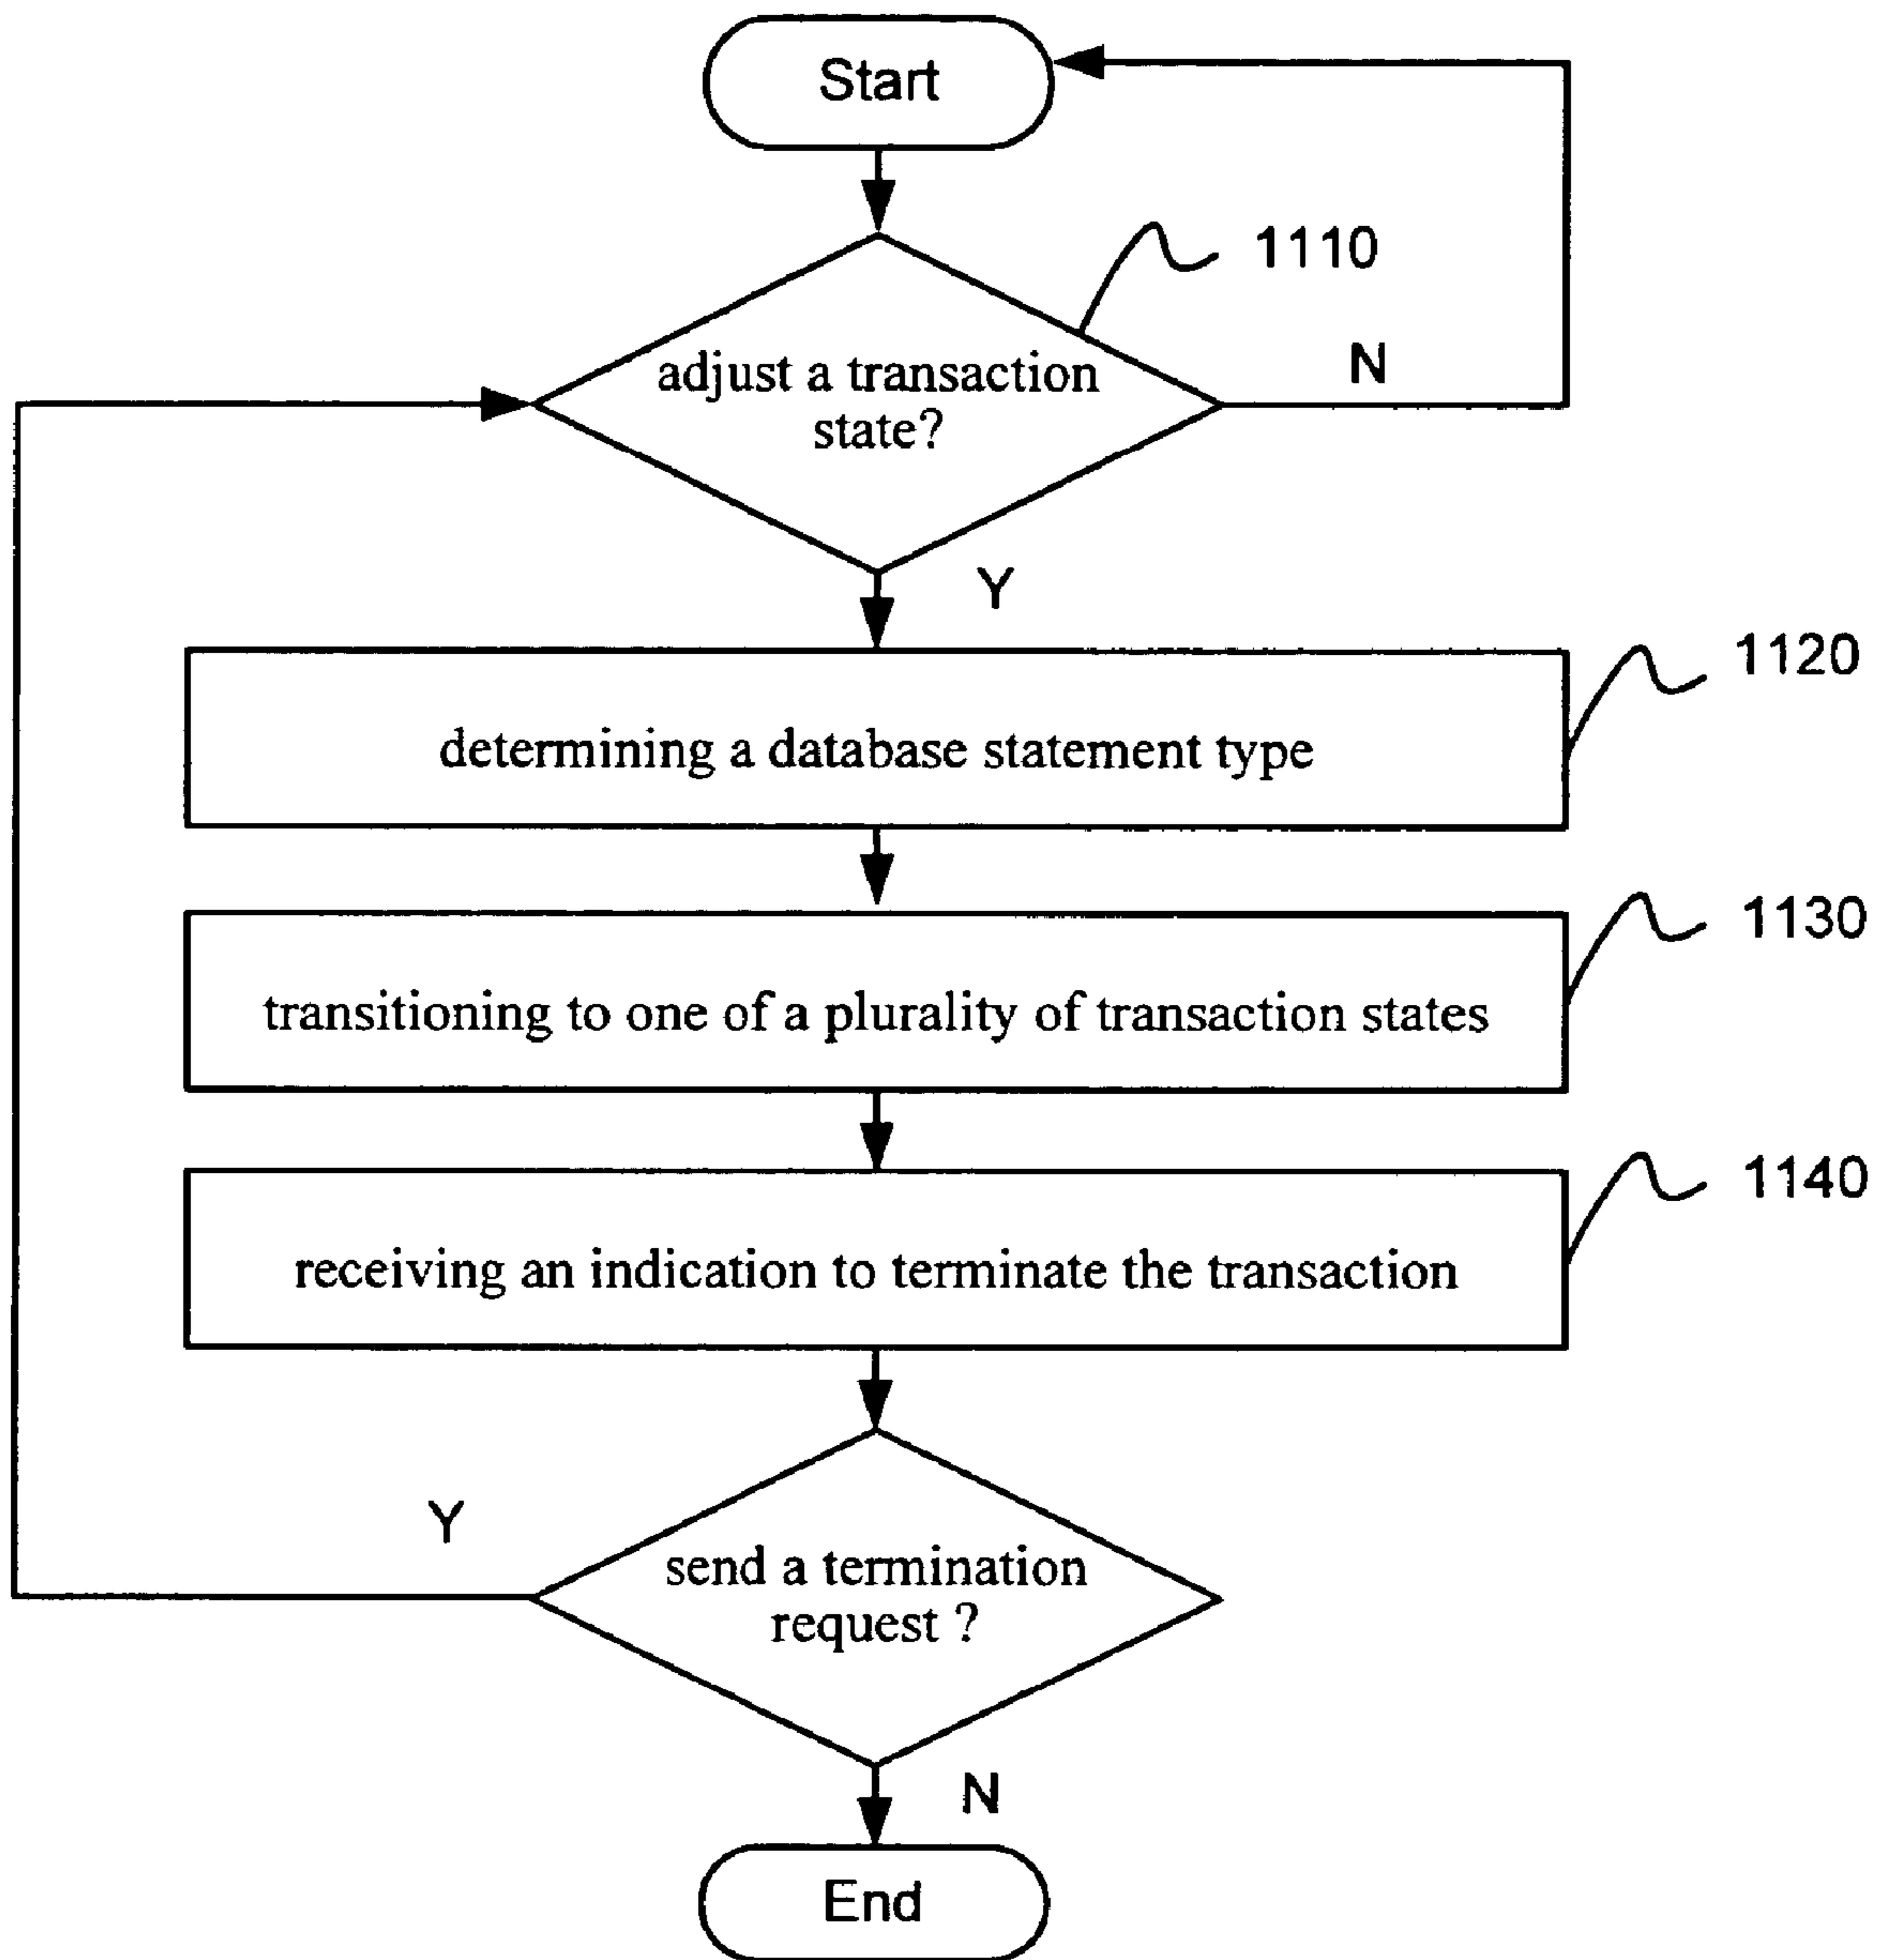 Start
1110
adjust a transaction
state?
N
Y
1120
determining a database statement type
1130
transitioning to one of a plurality of transaction states
1140
receiving an indication to terminate the transaction
Y
send a termination
request ?
N
End